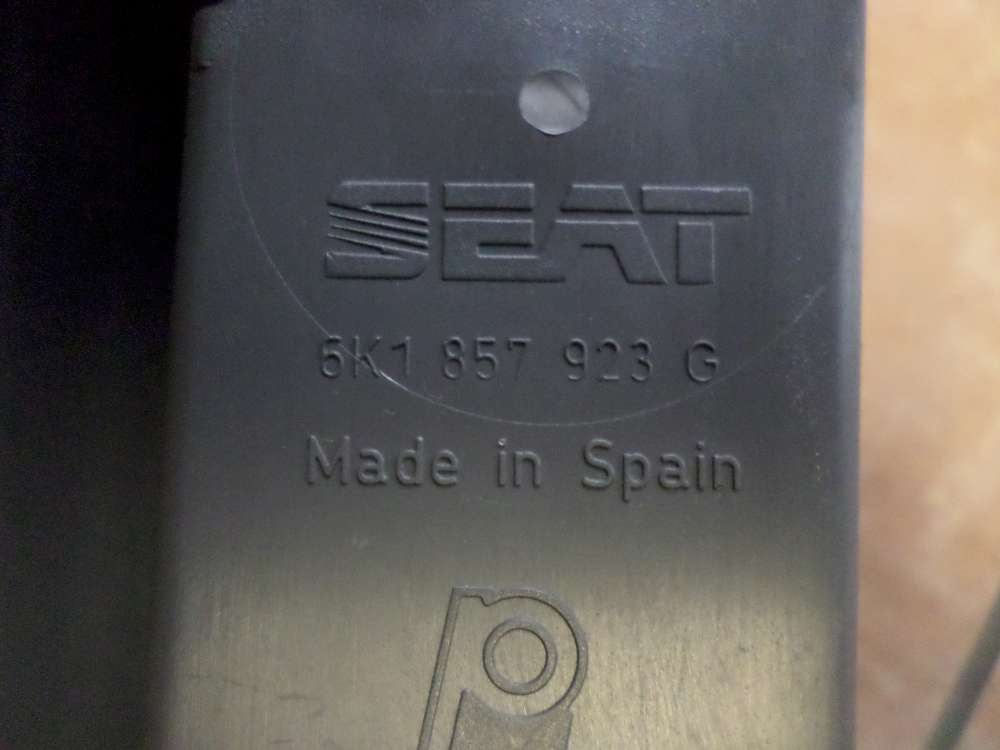 SEAT
6K1 857 923 G
Made in Spain